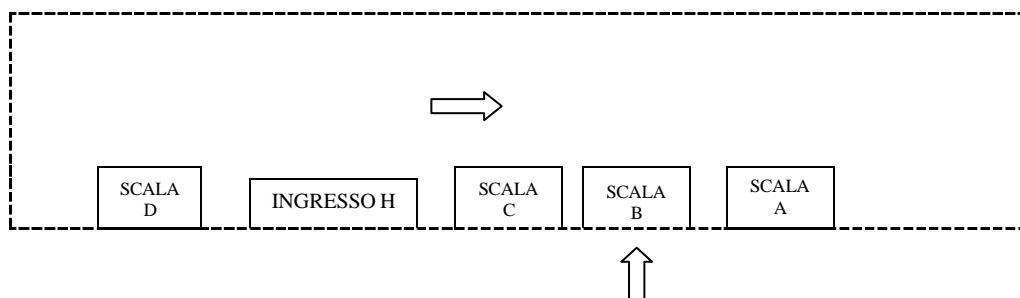 SCALA
D
INGRESSO H
SCALA
C
SCALA
B
SCALA
A